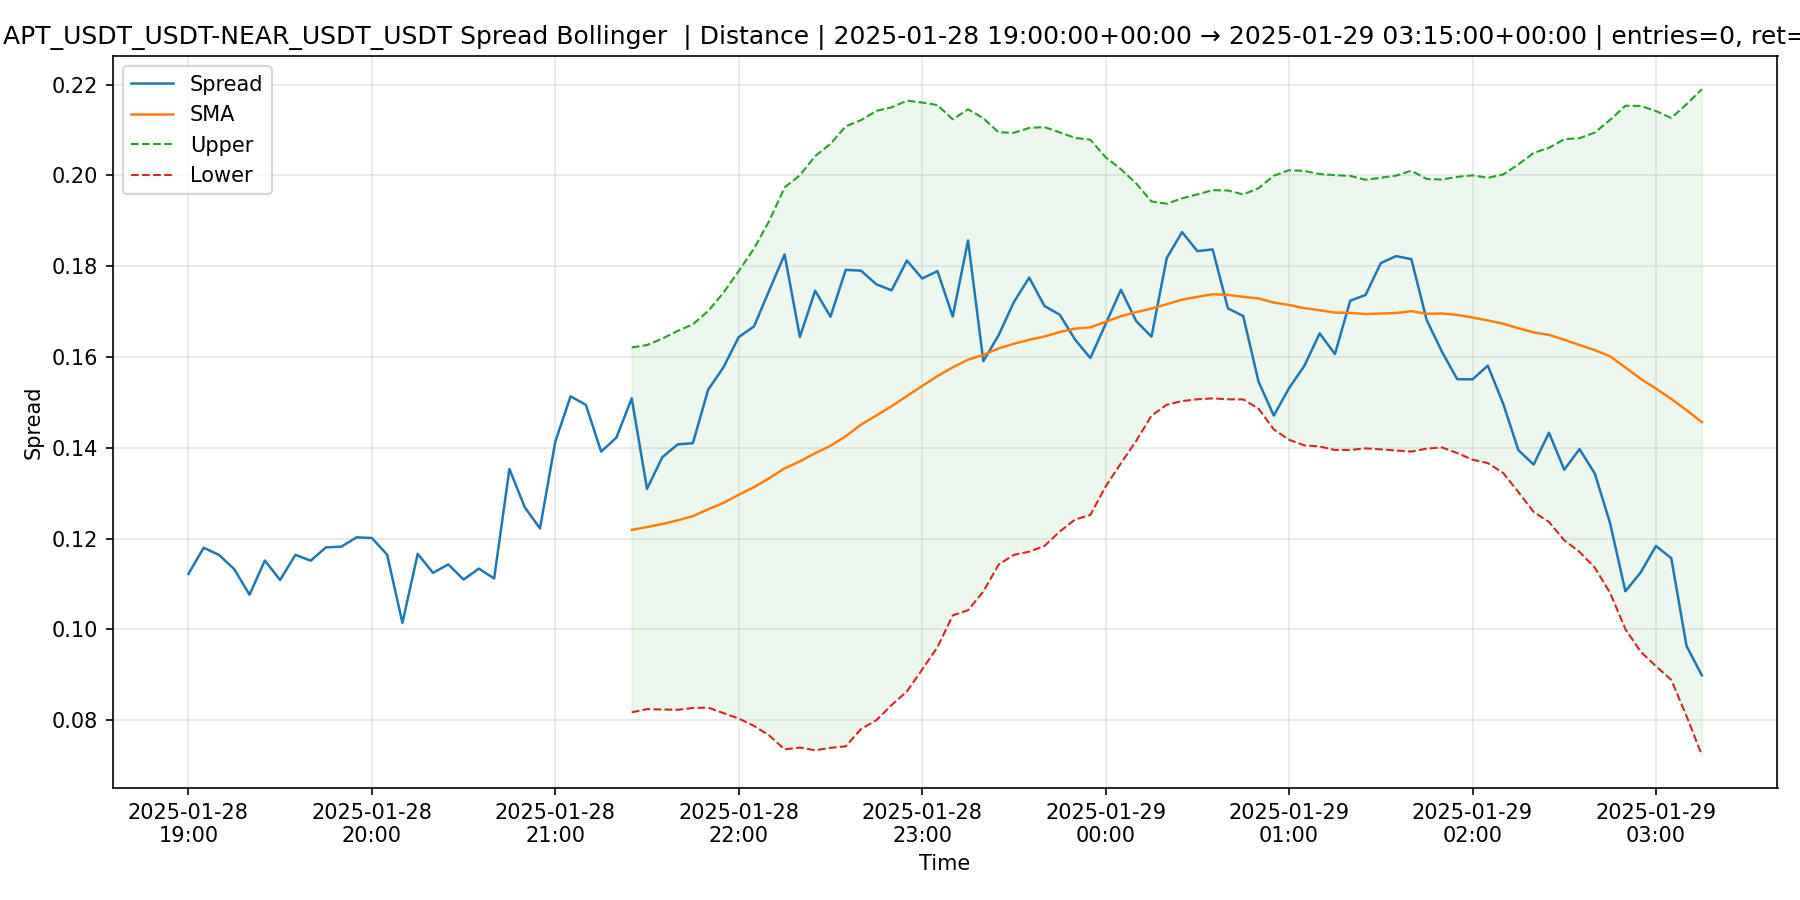 APT_USDT_USDT-NEAR_USDT_USDT Spread Bollinger | Distance | 2025-01-28 19:00:00+00:00 → 2025-01-29 03:15:00+00:00 | entries=0, ret=
Spread
SMA
Upper
Lower
0.22
0.20
0.18
0.16
0.14
0.12
0.10
0.08
Spread
2025-01-28 2025-01-28 2025-01-28 2025-01-28 2025-01-28 2025-01-29 2025-01-29 2025-01-29 2025-01-29
19:00 20:00 21:00 22:00 23:00 00:00 01:00 02:00 03:00
Time